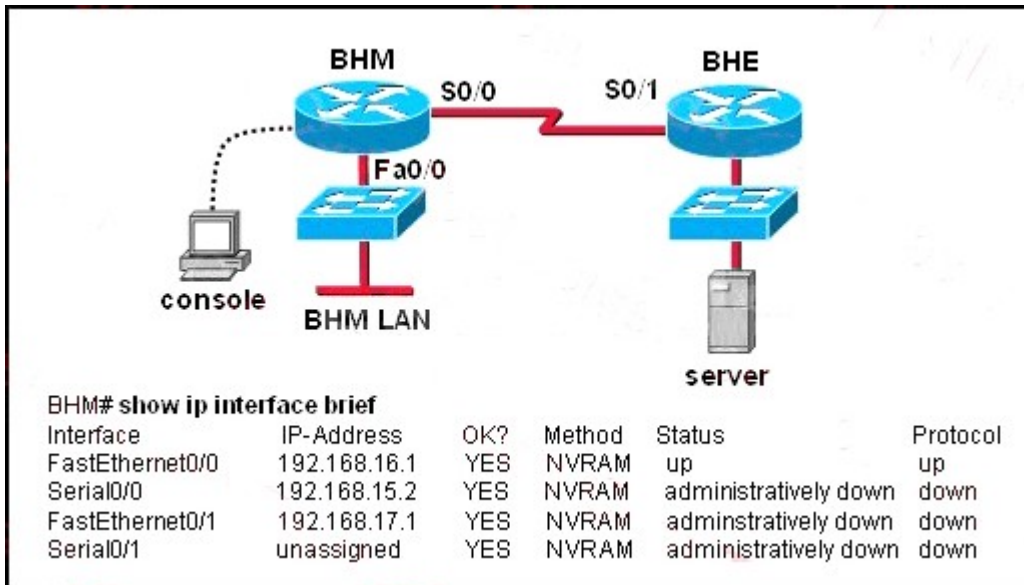 BHM
BHE
S0/0
S0/1
Fa0/0
console
BHM LAN
server
BHM# show ip interface brief
Interface IP-Address OK? Method Status Protocol
FastEthernet0/0 192.168.16.1 YES NVRAM up up
Serial0/0 192.168.15.2 YES NVRAM administratively down down
FastEthernet0/1 192.168.17.1 YES NVRAM adminstratively down down
Serial0/1 unassigned YES NVRAM administratively down down